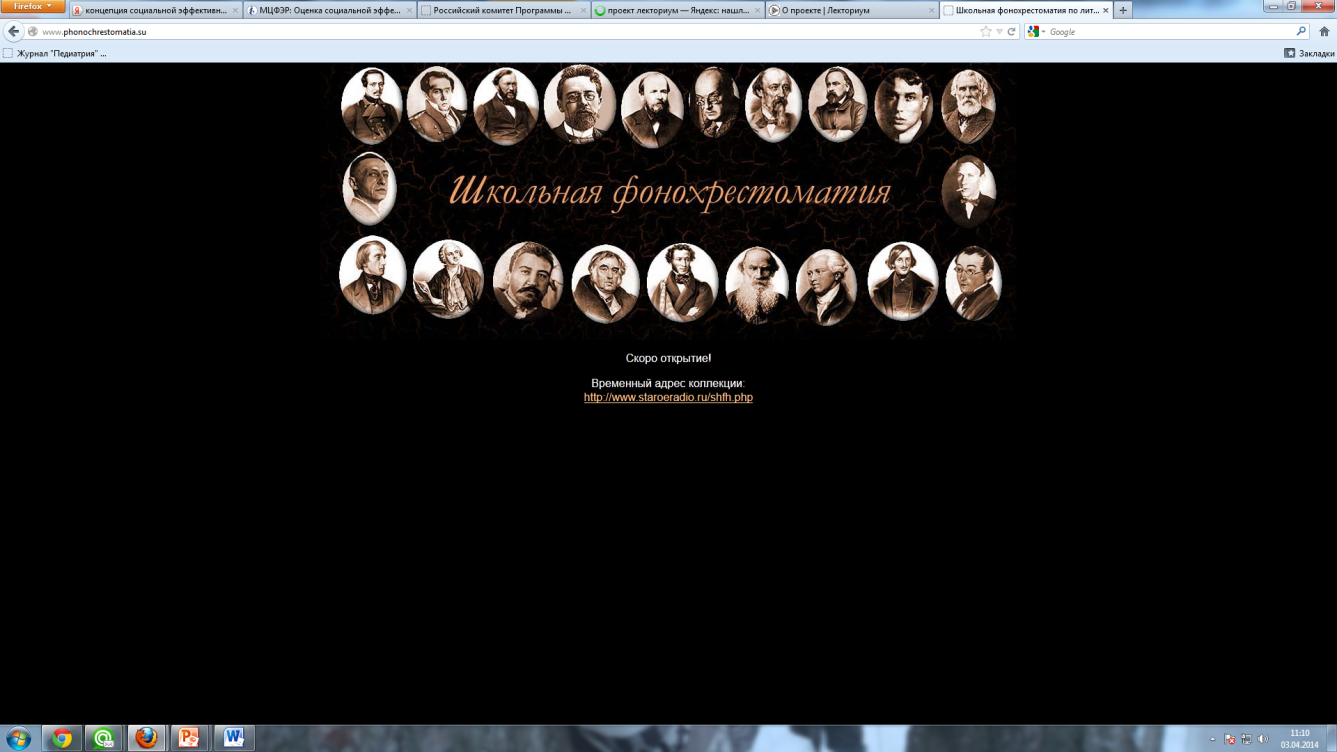 Firefox
концепция социальной эффективн...
МЦФЭР: Оценка социальной эффе...
Российский комитет Программы ...
проект лекториум — Яндекс: нашл...
О проекте | Лекториум
Школьная фонохрестоматия по лит...
www.phonochrestomatia.su
Google
Журнал "Педиатрия" ...
Закладки
Школьная фонохрестоматия
Скоро открытие!
Временный адрес коллекции:
http://www.staroeradio.ru/shfh.php
11:10
03.04.2014